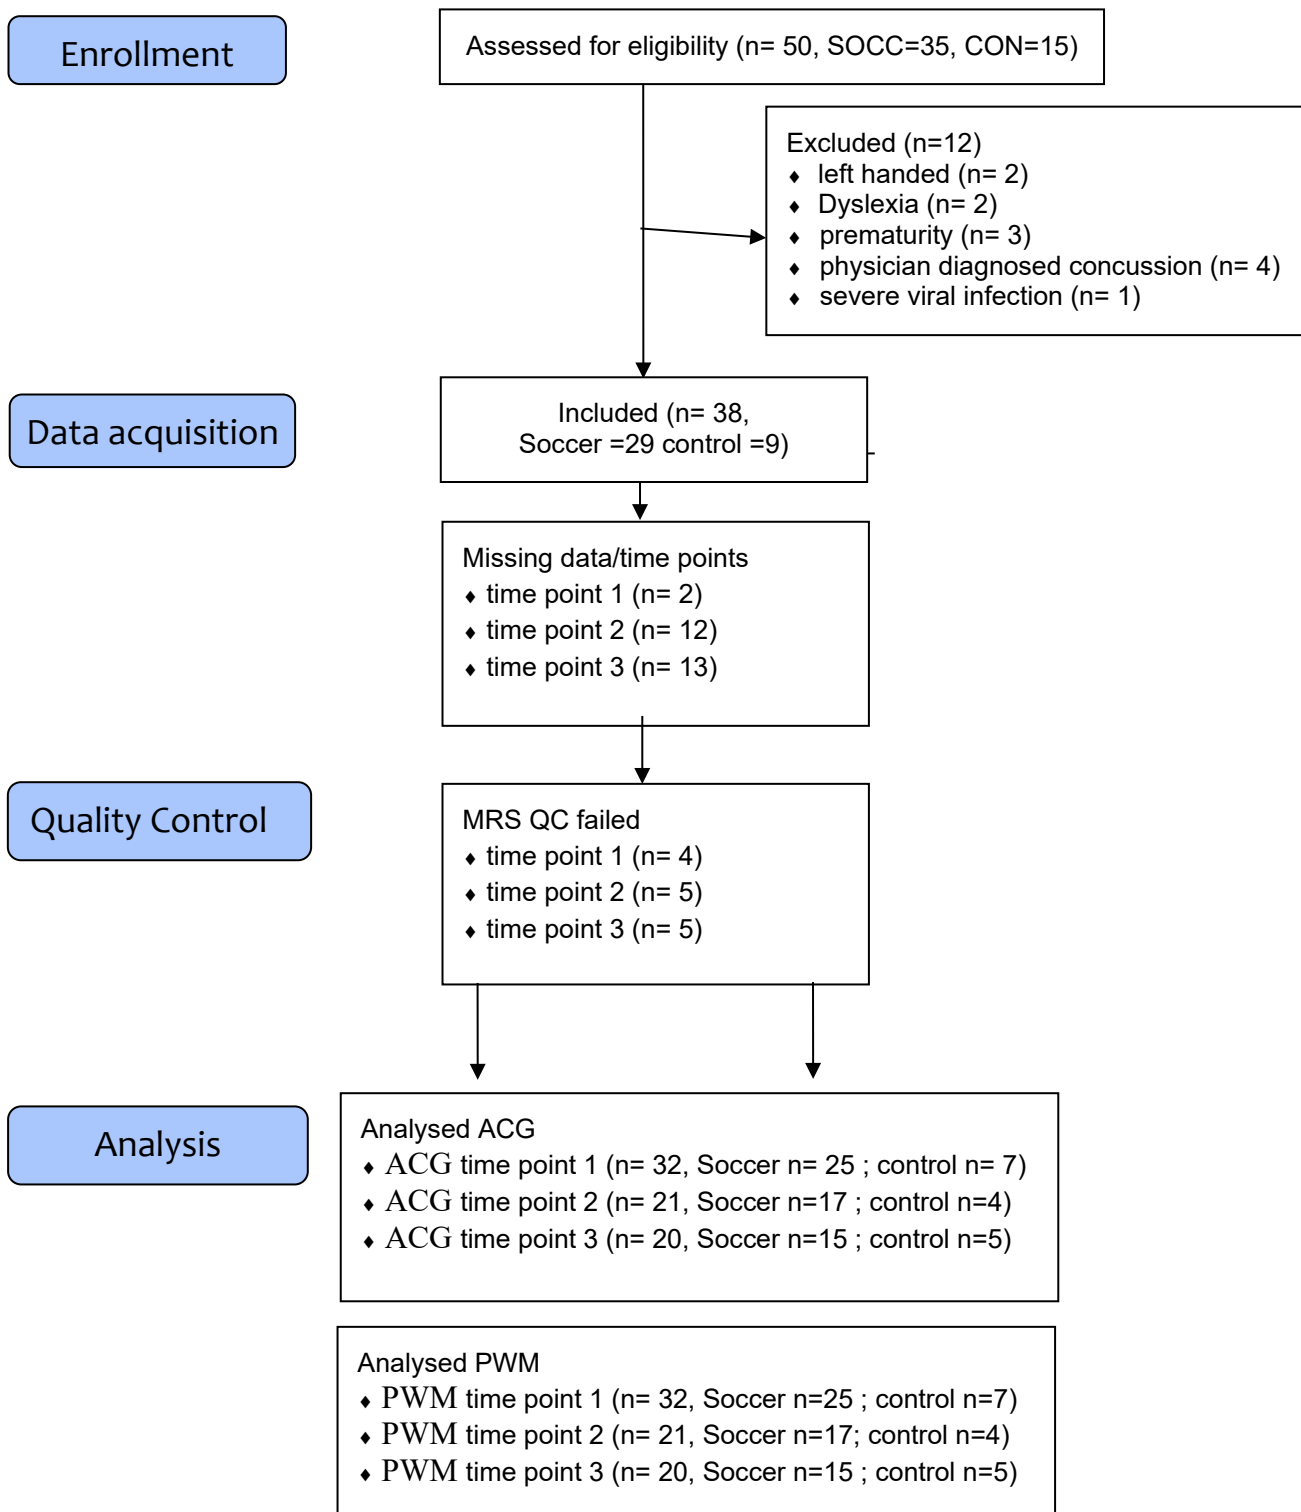 Enrollment
Assessed for eligibility (n= 50, SOCC=35, CON=15)
Excluded (n=12)
♦ left handed (n= 2)
♦ Dyslexia (n= 2)
♦ prematurity (n= 3)
♦ physician diagnosed concussion (n= 4)
♦ severe viral infection (n= 1)
Data acquisition
Included (n= 38,
Soccer =29 control =9)
Missing data/time points
♦ time point 1 (n= 2)
♦ time point 2 (n= 12)
♦ time point 3 (n= 13)
Quality Control
MRS QC failed
♦ time point 1 (n= 4)
♦ time point 2 (n= 5)
♦ time point 3 (n= 5)
Analysis
Analysed ACG
♦ ACG time point 1 (n= 32, Soccer n= 25 ; control n= 7)
♦ ACG time point 2 (n= 21, Soccer n=17 ; control n=4)
♦ ACG time point 3 (n= 20, Soccer n=15 ; control n=5)
Analysed PWM
♦ PWM time point 1 (n= 32, Soccer n=25 ; control n=7)
♦ PWM time point 2 (n= 21, Soccer n=17; control n=4)
♦ PWM time point 3 (n= 20, Soccer n=15 ; control n=5)